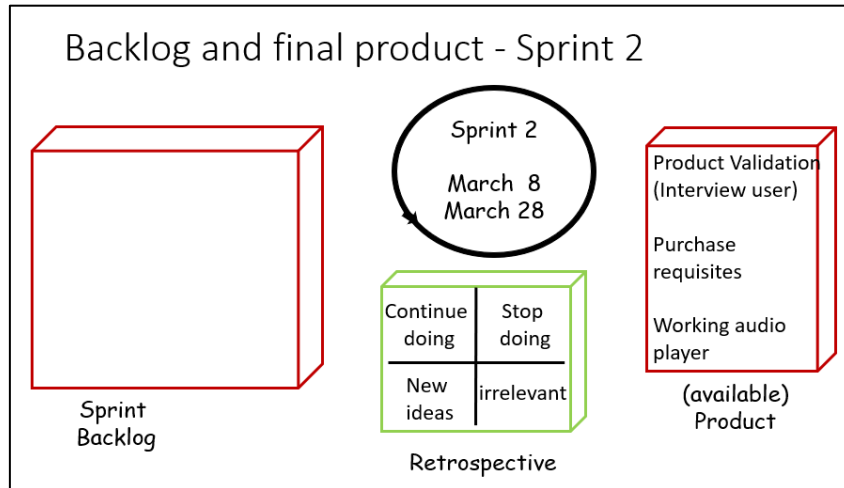 Backlog and final product - Sprint 2
Sprint 2
March 8
March 28
Product Validation
(Interview user)
Purchase
requisites
Working audio
player
Continue
doing
Stop
doing
New
ideas
irrelevant
Sprint
Backlog
Retrospective
(available)
Product